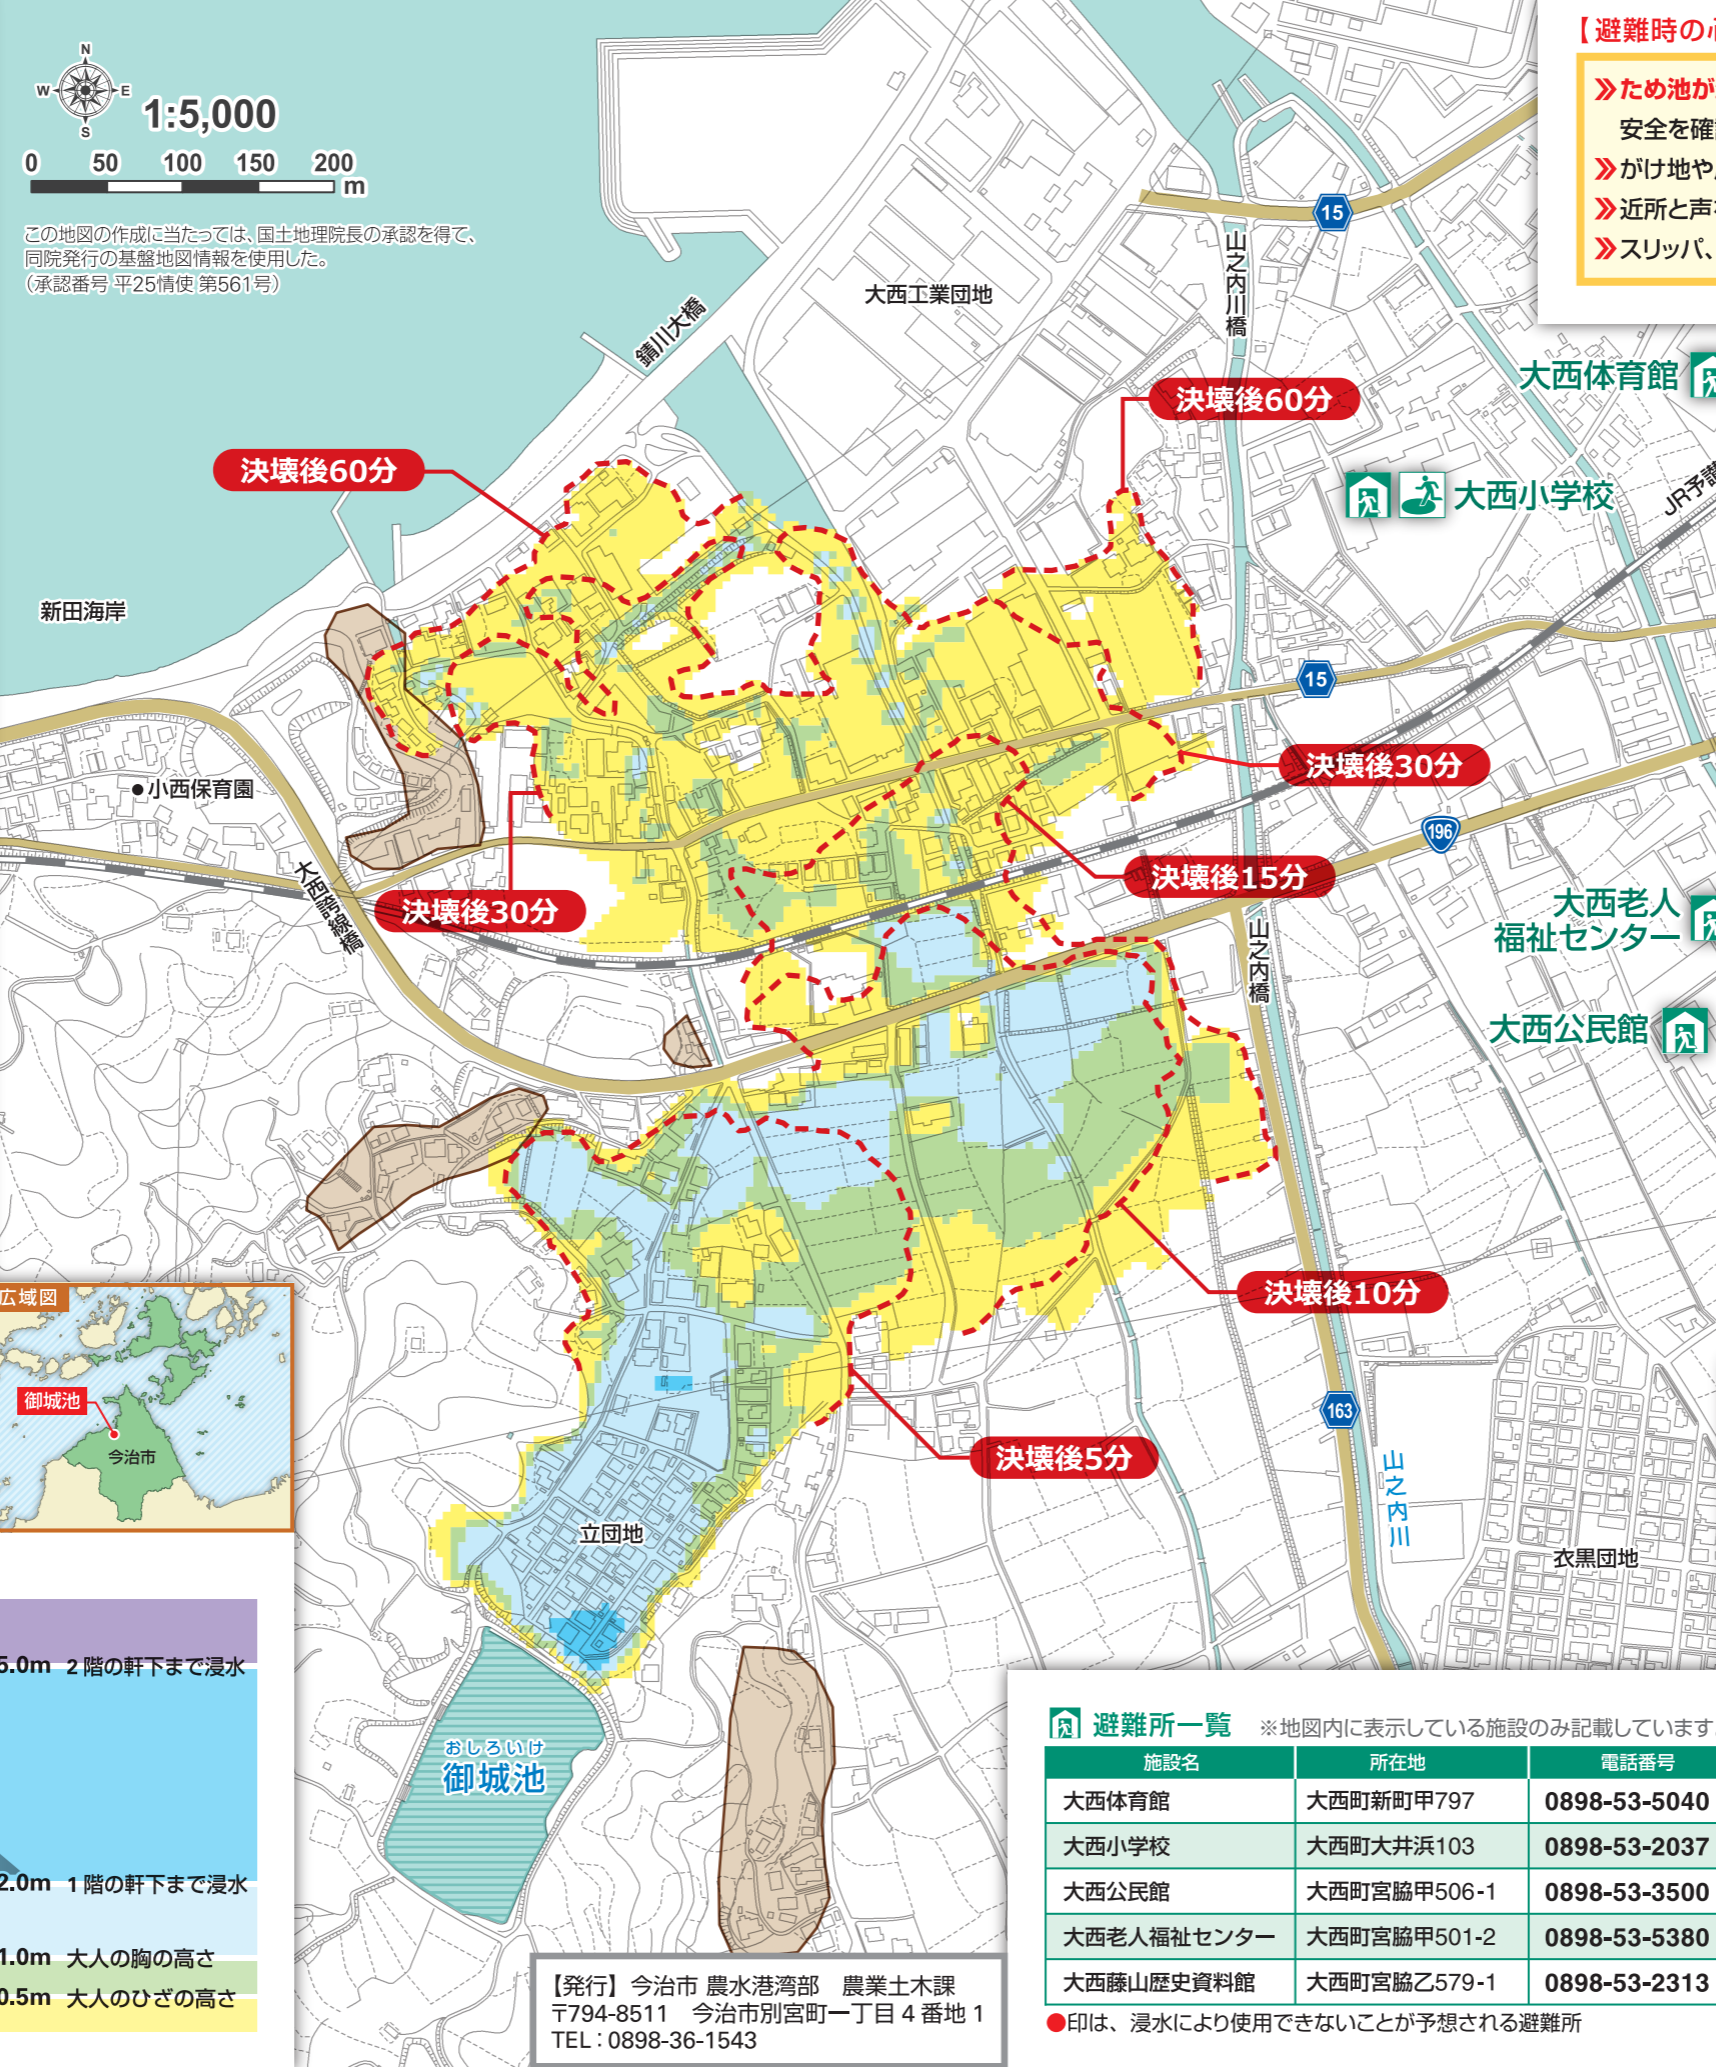 N
W
E
S
1:5,000
0 50 100 150 200
m
この地図の作成に当たっては、国土地理院長の承認を得て、
同院発行の基盤地図情報を使用した。
(承認番号 平25情使 第561号)
【避難時の
ため池が
安全を確
がけ地や
近所と声
スリッパ、
15
山之内川橋
大西工業団地
錆川大橋
大西体育館
決壊後60分
決壊後60分
大西小学校
JR予讃
新田海岸
15
決壊後30分
小西保育園
196
決壊後15分
大西跨線橋
決壊後30分
大西老人
福祉センター
山之内橋
大西公民館
決壊後10分
広域図
御城池
今治市
163
決壊後5分
山之内川
立団地
衣黒団地
5.0m 2階の軒下まで浸水
2.0m 1階の軒下まで浸水
1.0m 大人の胸の高さ
0.5m 大人のひざの高さ
おしろいけ
御城池
避難所一覧 ※地図内に表示している施設のみ記載しています
施設名 所在地 電話番号
大西体育館 大西町新町甲797 0898-53-5040
大西小学校 大西町大井浜103 0898-53-2037
大西公民館 大西町宮脇甲506-1 0898-53-3500
大西老人福祉センター 大西町宮脇甲501-2 0898-53-5380
大西藤山歴史資料館 大西町宮脇乙579-1 0898-53-2313
●印は、浸水により使用できないことが予想される避難所
【発行】今治市 農水港湾部 農業土木課
〒794-8511 今治市別宮町一丁目4番地1
TEL：0898-36-1543